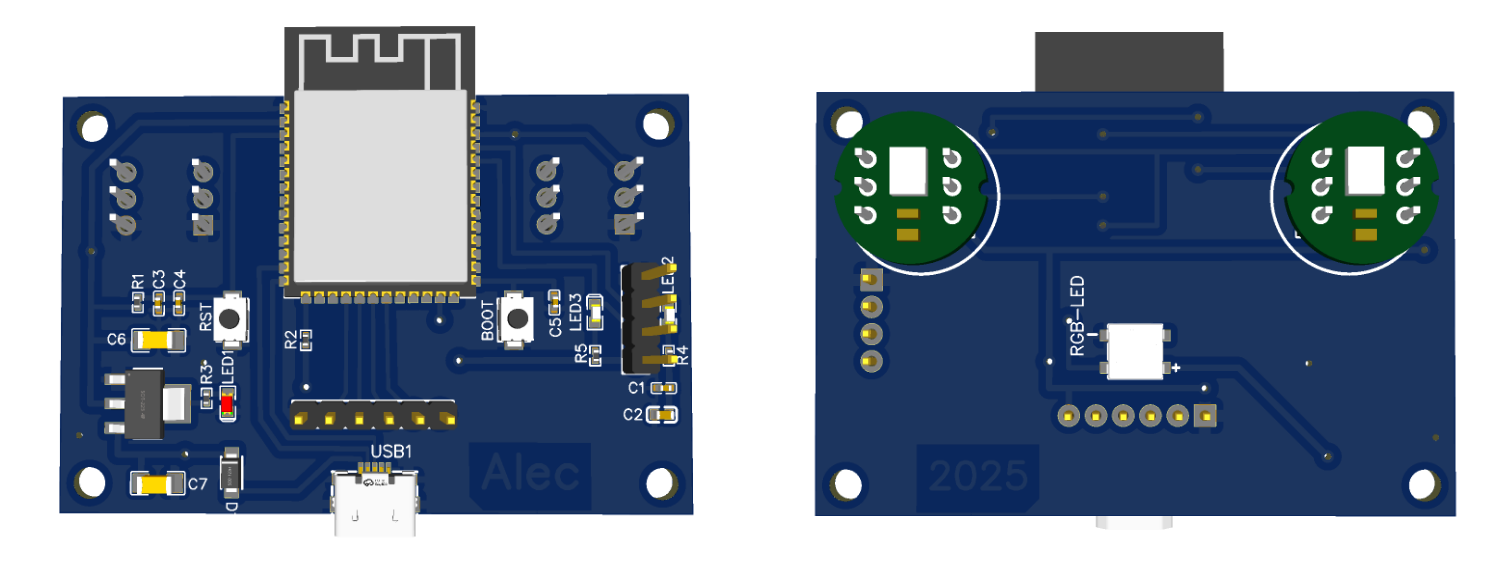 R1
C3
C4
RST
C6
R3
LED1
R2
BOOT
C5
LED3
LED2
R5
R4
C1
C2
USB1
C7
D
Alec
RGB-LED
-
+
2025